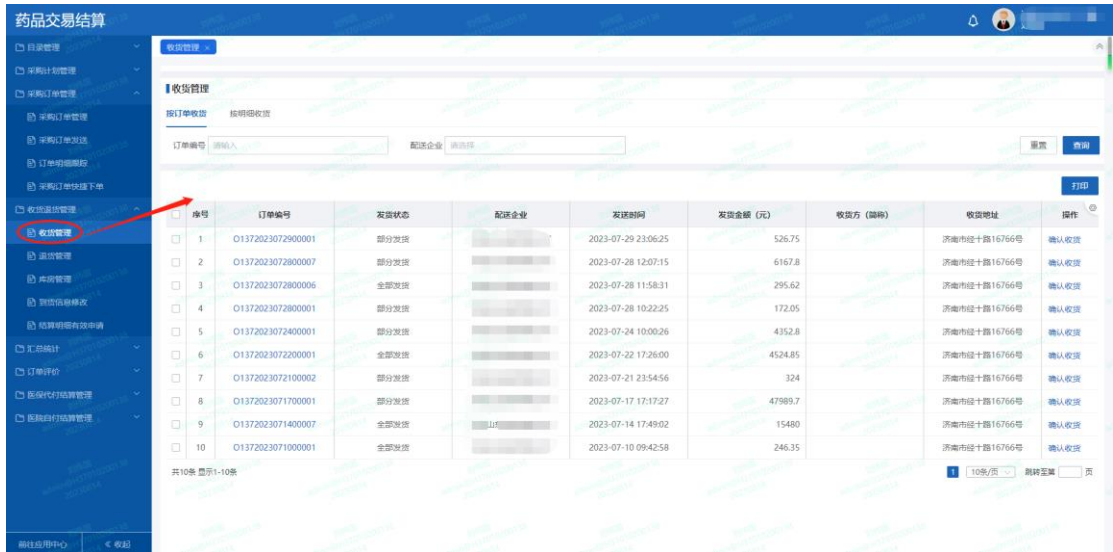 药品交易结算
目录管理
采购计划管理
采购订单管理
采购订单管理
采购订单发送
订单明细跟踪
采购订单快捷下单
收货退货管理
收货管理
退货管理
库房管理
到货信息修改
结算明细有效申请
汇总统计
订单评价
医保代付结算管理
医院自付结算管理
前往应用中心 收起
收货管理 ×
收货管理
按订单收货 按明细收货
订单编号 请输入 配送企业 请选择 重置 查询
打印
序号 订单编号 发货状态 配送企业 发送时间 发货金额（元） 收货方（简称） 收货地址 操作
1 O1372023072900001 部分发货 2023-07-29 23:06:25 526.75 济南市经十路16766号 确认收货
2 O1372023072800007 部分发货 2023-07-28 12:07:15 6167.8 济南市经十路16766号 确认收货
3 O1372023072800006 全部发货 2023-07-28 11:58:31 295.62 济南市经十路16766号 确认收货
4 O1372023072800001 部分发货 2023-07-28 10:22:25 172.05 济南市经十路16766号 确认收货
5 O1372023072400001 部分发货 2023-07-24 10:00:26 4352.8 济南市经十路16766号 确认收货
6 O1372023072200001 全部发货 2023-07-22 17:26:00 4524.85 济南市经十路16766号 确认收货
7 O1372023072100002 部分发货 2023-07-21 23:54:56 324 济南市经十路16766号 确认收货
8 O1372023071700001 部分发货 2023-07-17 17:17:27 47989.7 济南市经十路16766号 确认收货
9 O1372023071400007 全部发货 2023-07-14 17:49:02 15480 济南市经十路16766号 确认收货
10 O1372023071000001 全部发货 2023-07-10 09:42:58 246.35 济南市经十路16766号 确认收货
共10条 显示1-10条 1 10条/页 跳转至第 页